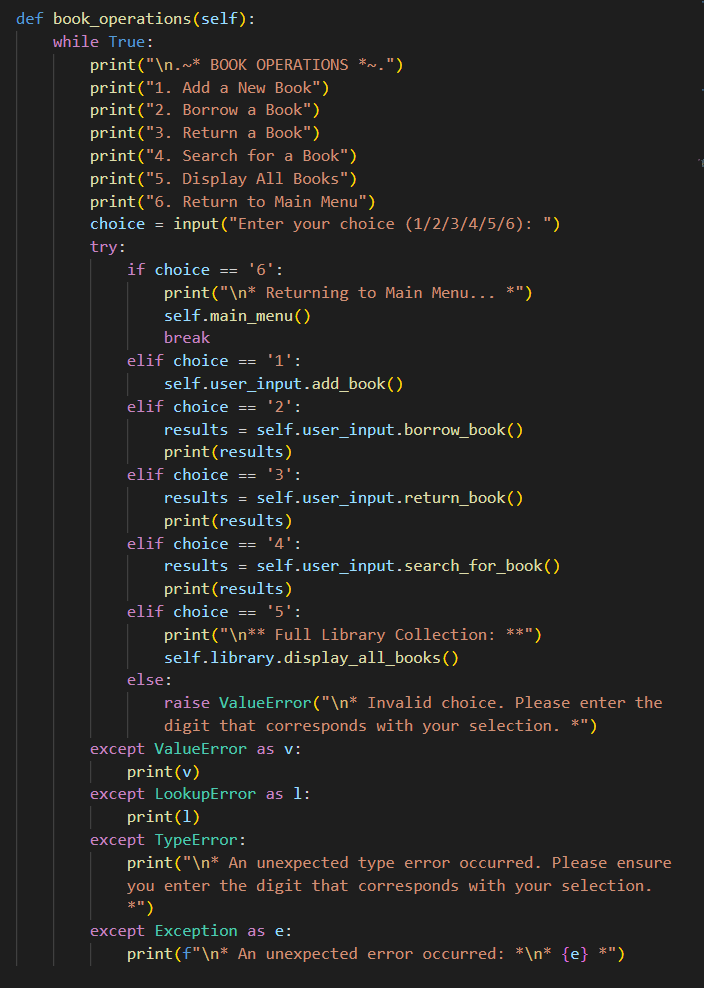 def book_operations(self):
    while True:
        print("\n.~* BOOK OPERATIONS *~.")
        print("1. Add a New Book")
        print("2. Borrow a Book")
        print("3. Return a Book")
        print("4. Search for a Book")
        print("5. Display All Books")
        print("6. Return to Main Menu")
        choice = input("Enter your choice (1/2/3/4/5/6): ")
        try:
            if choice == '6':
                print("\n* Returning to Main Menu... *")
                self.main_menu()
                break
            elif choice == '1':
                self.user_input.add_book()
            elif choice == '2':
                results = self.user_input.borrow_book()
                print(results)
            elif choice == '3':
                results = self.user_input.return_book()
                print(results)
            elif choice == '4':
                results = self.user_input.search_for_book()
                print(results)
            elif choice == '5':
                print("\n** Full Library Collection: **")
                self.library.display_all_books()
            else:
                raise ValueError("\n* Invalid choice. Please enter the
                digit that corresponds with your selection. *")
        except ValueError as v:
            print(v)
        except LookupError as l:
            print(l)
        except TypeError:
            print("\n* An unexpected type error occurred. Please ensure
            you enter the digit that corresponds with your selection.
            *")
        except Exception as e:
            print(f"\n* An unexpected error occurred: *\n* {e} *")